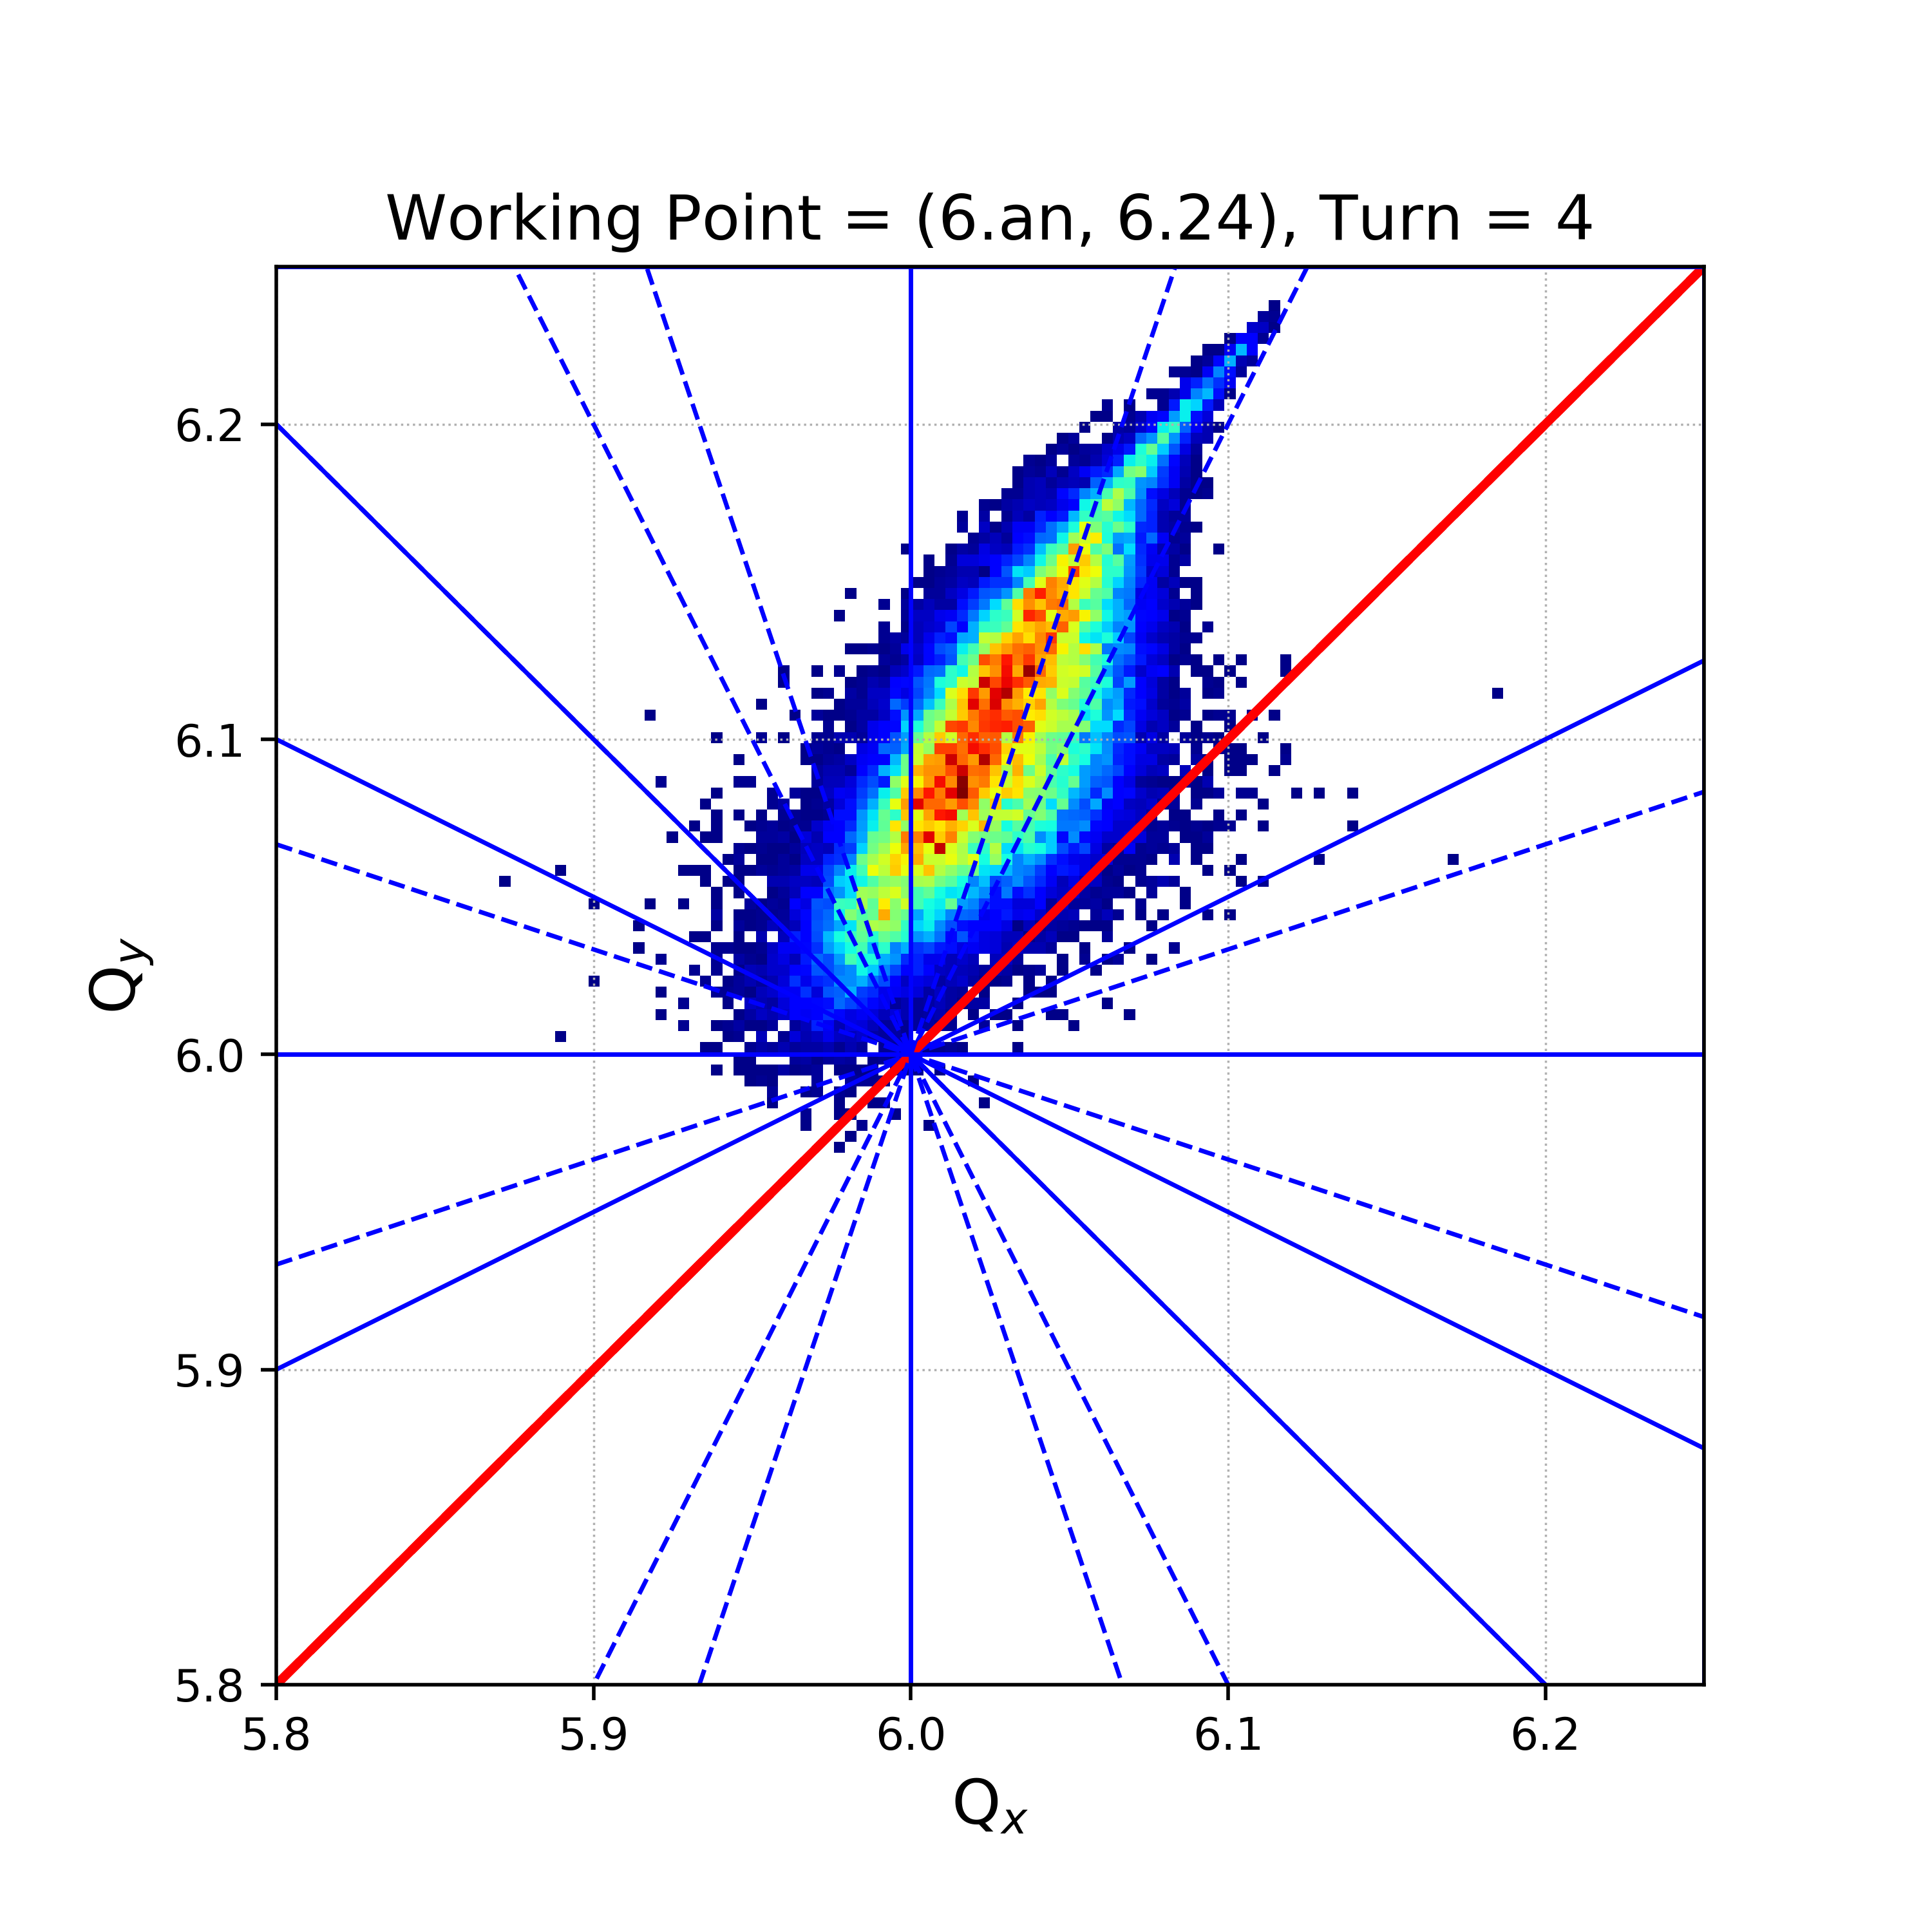 Working Point = (6.an, 6.24), Turn = 4
6.2
6.1
6.0
5.9
5.8
Qy
5.8 5.9 6.0 6.1 6.2
Qx